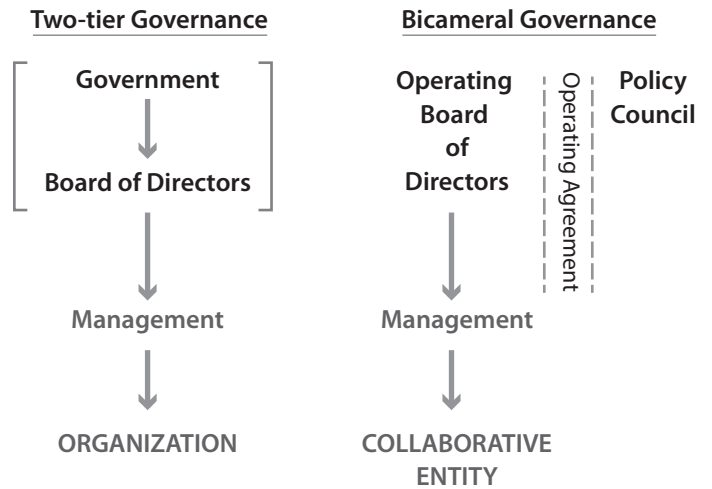 Two-tier Governance
Government
Board of Directors
Management
ORGANIZATION
Bicameral Governance
Operating
Board
of
Directors
Operating Agreement
Policy
Council
Management
COLLABORATIVE
ENTITY